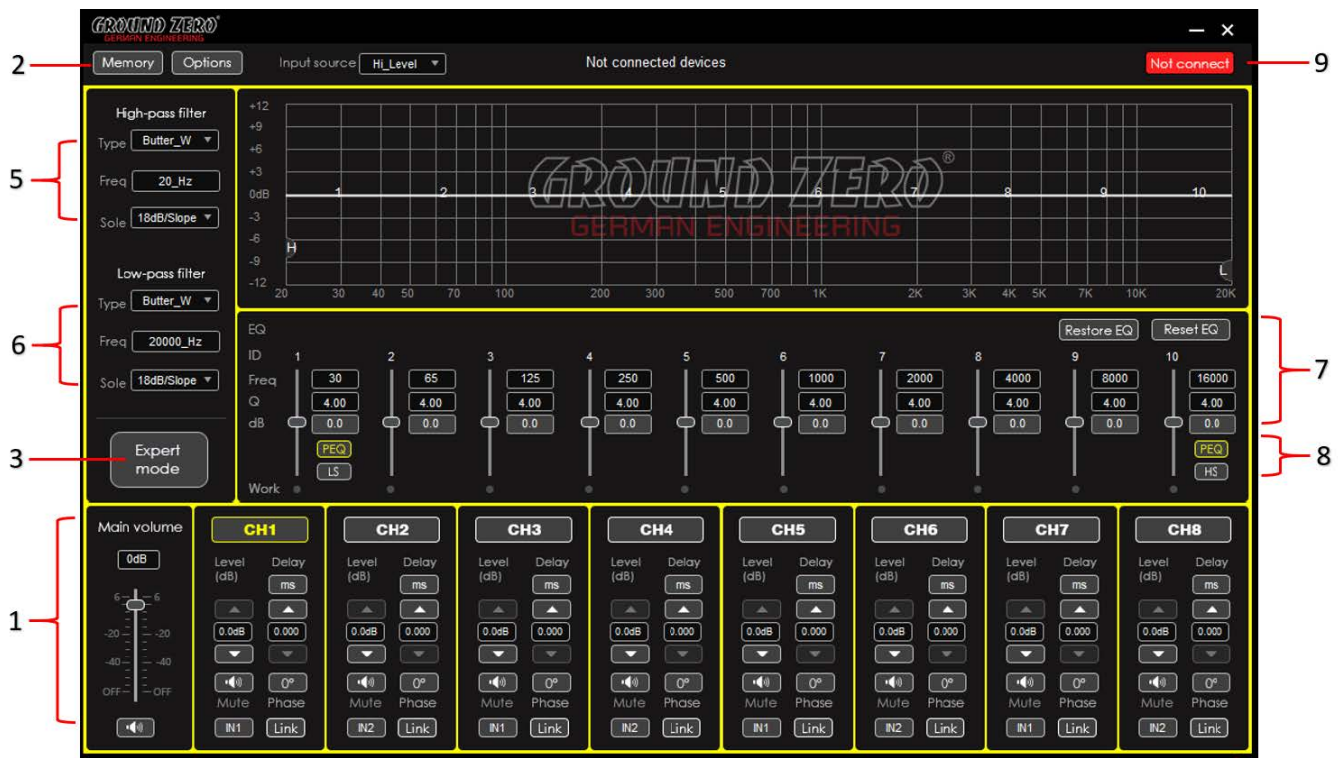 GROUND ZERO®
GERMAN ENGINEERING
2 Memory Options Input source Hi_Level Not connected devices Not connect 9
High-pass filter
Type Butter_W
5 Freq 20_Hz
Sole 18dB/Slope
Low-pass filter
Type Butter_W
6 Freq 20000_Hz
Sole 18dB/Slope
3 Expert
mode
+12
+9
+6
+3
0dB 1 2 3 4 5 6 7 8 9 10
-3
-6
-9
-12
H
L
GROUND ZERO®
GERMAN ENGINEERING
20 30 40 50 70 100 200 300 500 700 1K 2K 3K 4K 5K 7K 10K 20K
EQ Restore EQ Reset EQ
ID 1 2 3 4 5 6 7 8 9 10
Freq 30 65 125 250 500 1000 2000 4000 8000 16000 7
Q 4.00 4.00 4.00 4.00 4.00 4.00 4.00 4.00 4.00 4.00
dB 0.0 0.0 0.0 0.0 0.0 0.0 0.0 0.0 0.0 0.0
PEQ PEQ 8
LS HS
Work
1
Main volume
0dB
6 6
-20 -20
-40 -40
OFF OFF
CH1 CH2 CH3 CH4 CH5 CH6 CH7 CH8
Level Delay Level Delay Level Delay Level Delay Level Delay Level Delay Level Delay Level Delay
(dB) ms (dB) ms (dB) ms (dB) ms (dB) ms (dB) ms (dB) ms (dB) ms
0.0dB 0.000 0.0dB 0.000 0.0dB 0.000 0.0dB 0.000 0.0dB 0.000 0.0dB 0.000 0.0dB 0.000 0.0dB 0.000
0° 0° 0° 0° 0° 0° 0° 0°
Mute Phase Mute Phase Mute Phase Mute Phase Mute Phase Mute Phase Mute Phase Mute Phase
IN1 Link IN2 Link IN1 Link IN2 Link IN1 Link IN2 Link IN1 Link IN2 Link